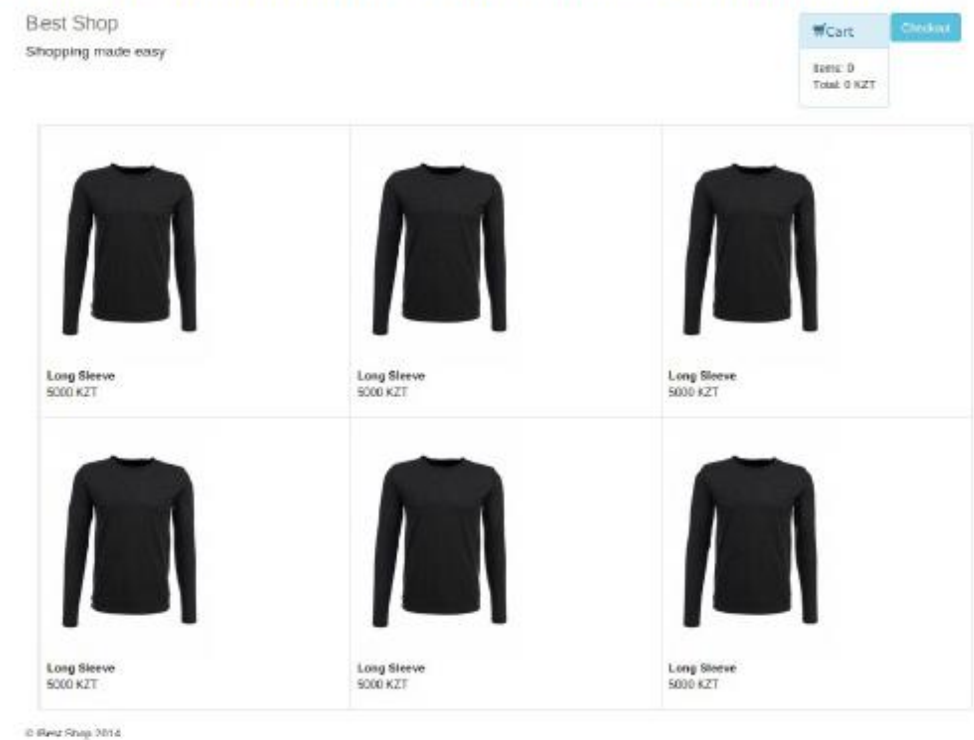 Best Shop
Shopping made easy
Cart
Checkout
Items: 0
Total: 0 KZT
Long Sleeve
5000 KZT
Long Sleeve
5000 KZT
Long Sleeve
5000 KZT
Long Sleeve
5000 KZT
Long Sleeve
5000 KZT
Long Sleeve
5000 KZT
© Best Shop 2014